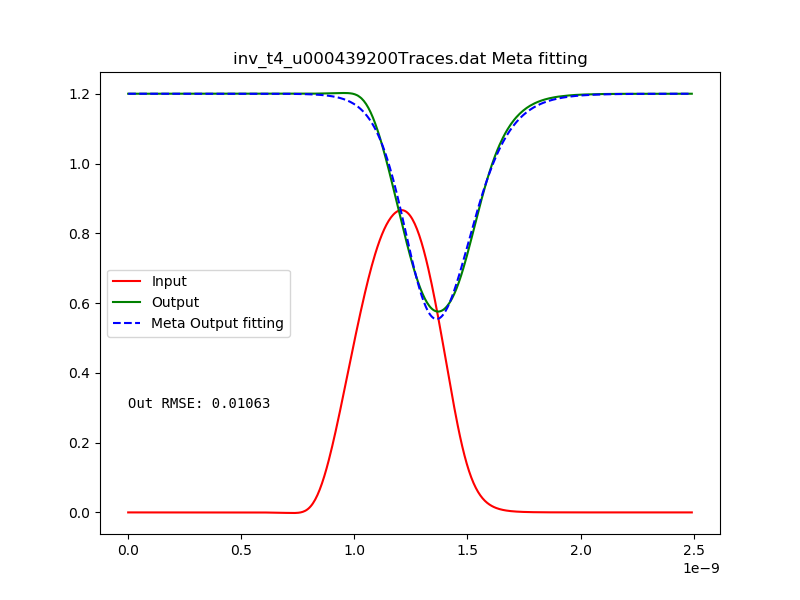 inv_t4_u000439200Traces.dat Meta fitting
1.2
1.0
0.8
0.6
0.4
0.2
0.0
Input
Output
Meta Output fitting
Out RMSE: 0.01063
0.0 0.5 1.0 1.5 2.0 2.5
1e−9